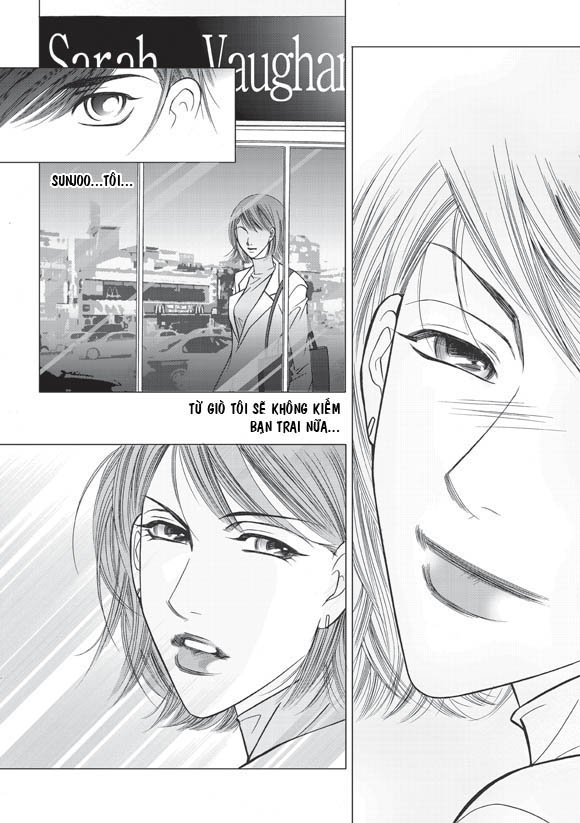 Sarah Vaughan
SUNJOO...TÔI...
TỪ GIỜ TÔI SẼ KHÔNG KIẾM
BẠN TRAI NỮA...